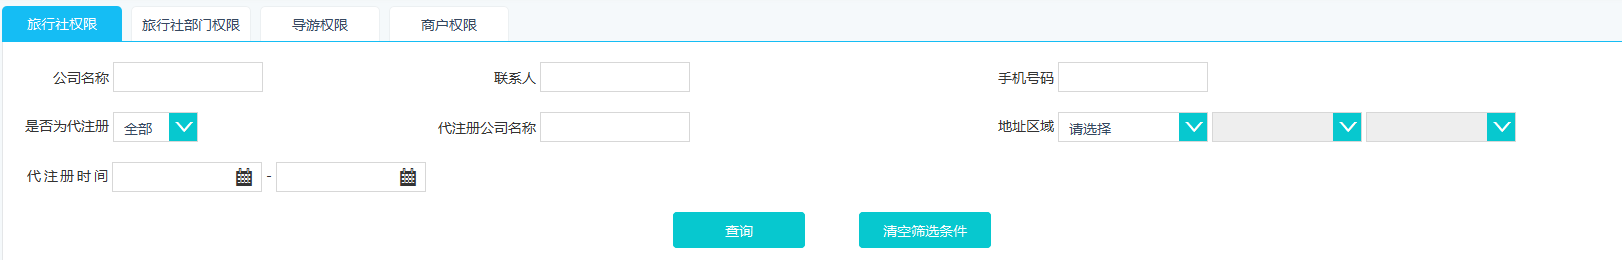 旅行社权限 旅行社部门权限 导游权限 商户权限
公司名称 联系人 手机号码
是否为代注册 全部 代注册公司名称 地址区域 请选择
代注册时间 -
查询 清空筛选条件